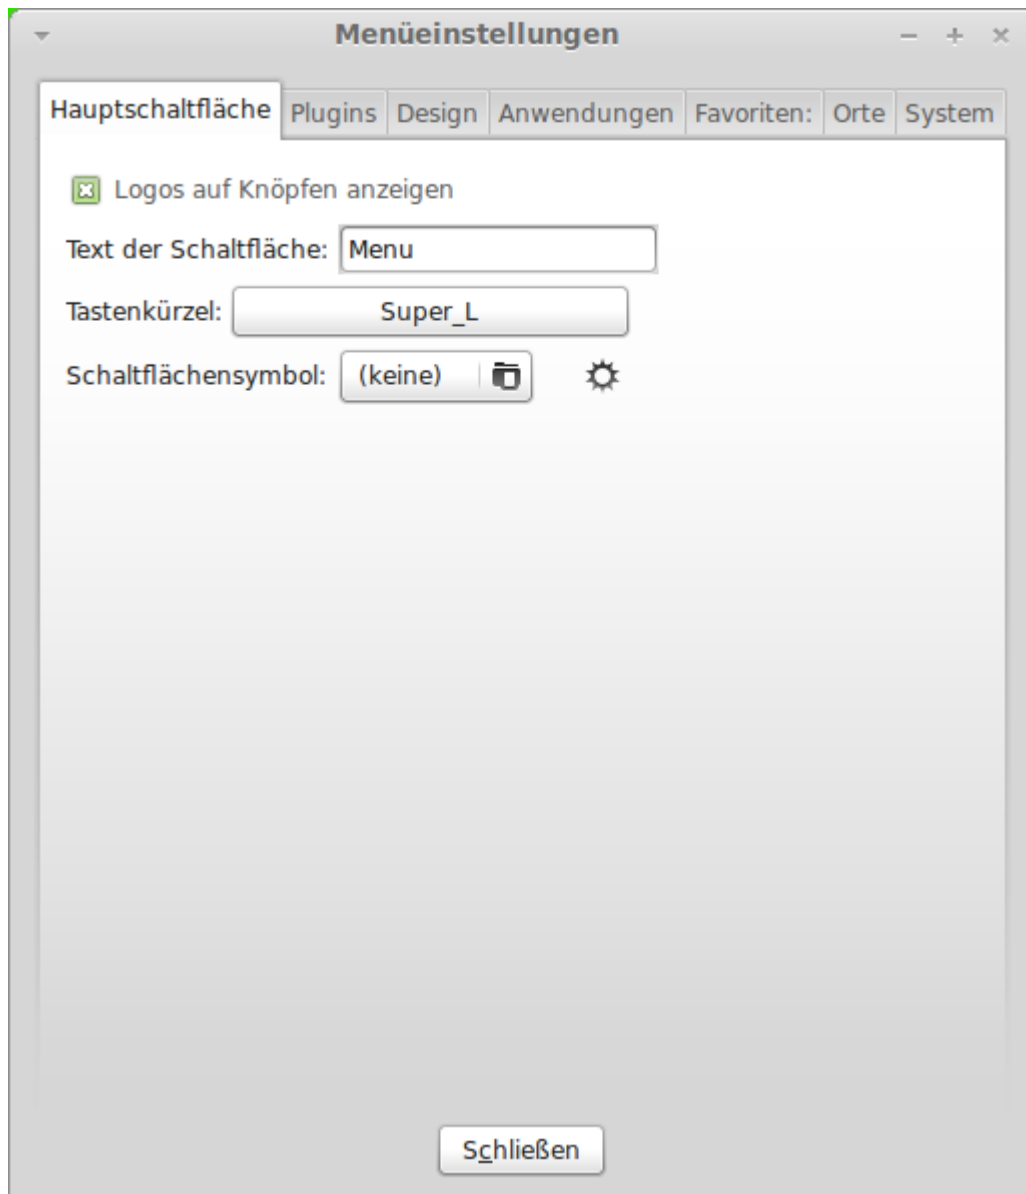 Menüeinstellungen
Hauptschaltfläche Plugins Design Anwendungen Favoriten: Orte System
Logos auf Knöpfen anzeigen
Text der Schaltfläche: Menu
Tastenkürzel: Super_L
Schaltflächensymbol: (keine)
Schließen